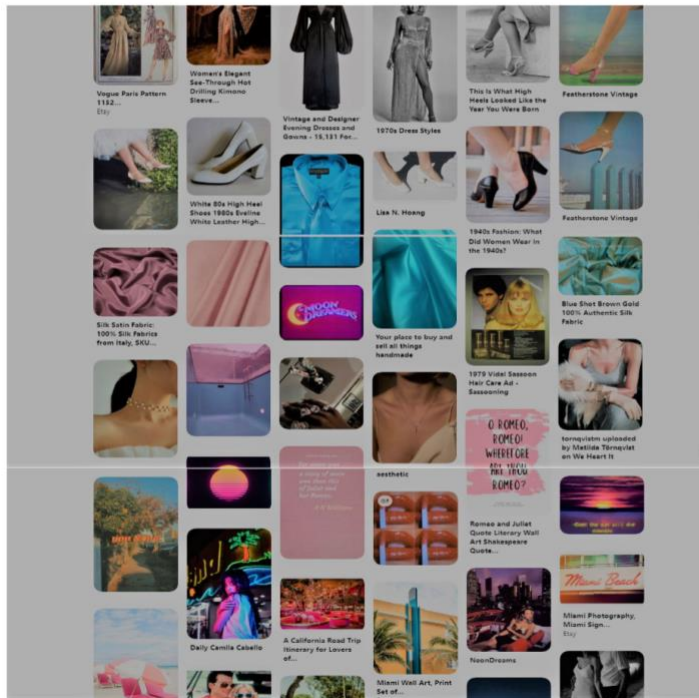 Vogue Paris Pattern
1152...
Etsy
Women's Elegant
See-Through Hot
Drilling Kimono
Sleeve...
Vintage and Designer
Evening Dresses and
Gowns - 15,131 For...
1970s Dress Styles
This Is What High
Heels Looked Like the
Year You Were Born
Featherstone Vintage
White 80s High Heel
Shoes 1980s Eveline
White Leather High...
Lisa N. Hoang
1940s Fashion: What
Did Women Wear in
the 1940s?
Featherstone Vintage
Silk Satin Fabric:
100% Silk Fabrics
from Italy, SKU...
MOON
DREAMERS
Your place to buy and
sell all things
handmade
1979 Vidal Sassoon
Hair Care Ad -
Sassooning
Blue Shot Brown Gold
100% Authentic Silk
Fabric
aesthetic
O ROMEO,
ROMEO!
WHEREFORE
ART THOU
ROMEO?
Romeo and Juliet
Quote Literary Wall
Art Shakespeare
Quote...
tornqvistm uploaded
by Matilda Törnqvist
on We Heart It
Daily Camila Cabello
A California Road Trip
Itinerary for Lovers
of...
Miami Wall Art, Print
Set of...
NeonDreams
Miami Beach
Miami Photography,
Miami Sign...
Etsy